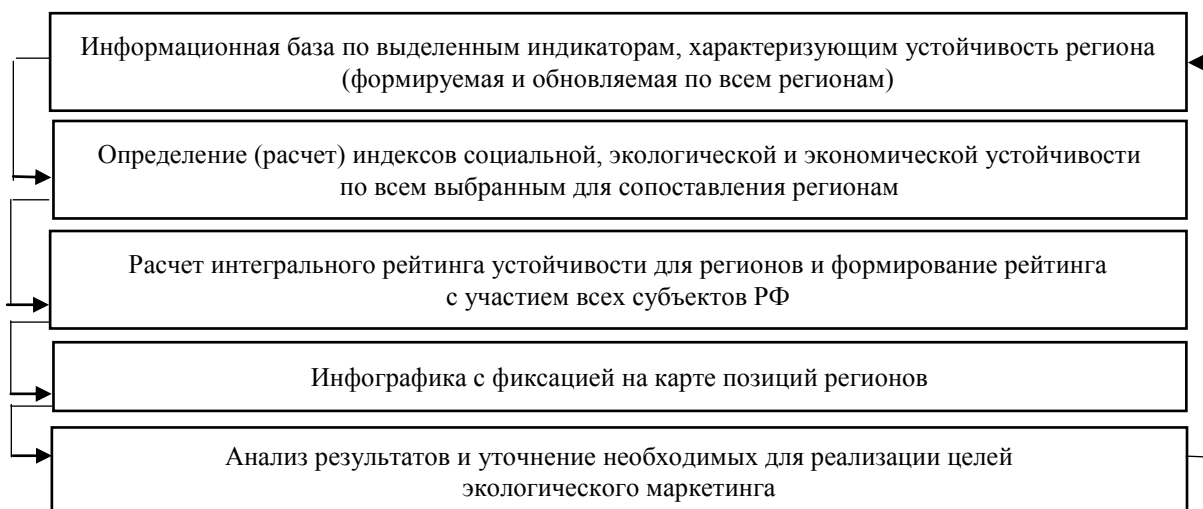 Информационная база по выделенным индикаторам, характеризующим устойчивость региона
(формируемая и обновляемая по всем регионам)
Определение (расчет) индексов социальной, экологической и экономической устойчивости
по всем выбранным для сопоставления регионам
Расчет интегрального рейтинга устойчивости для регионов и формирование рейтинга
с участием всех субъектов РФ
Инфографика с фиксацией на карте позиций регионов
Анализ результатов и уточнение необходимых для реализации целей
экологического маркетинга